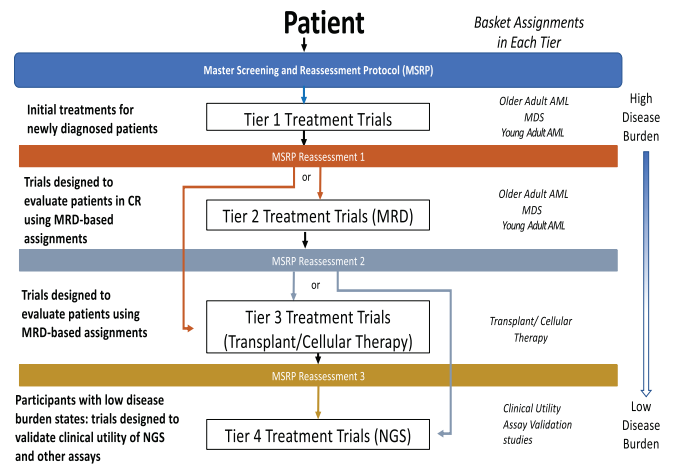 Patient
Basket Assignments
in Each Tier
Master Screening and Reassessment Protocol (MSRP)
Initial treatments for
newly diagnosed patients
Tier 1 Treatment Trials
Older Adult AML
MDS
Young Adult AML
High
Disease
Burden
MSRP Reassessment 1
or
Trials designed to
evaluate patients in CR
using MRD-based
assignments
Tier 2 Treatment Trials (MRD)
Older Adult AML
MDS
Young Adult AML
MSRP Reassessment 2
or
Trials designed to
evaluate patients using
MRD-based assignments
Tier 3 Treatment Trials
(Transplant/Cellular Therapy)
Transplant/ Cellular
Therapy
MSRP Reassessment 3
Participants with low disease
burden states: trials designed to
validate clinical utility of NGS
and other assays
Tier 4 Treatment Trials (NGS)
Clinical Utility
Assay Validation
studies
Low
Disease
Burden